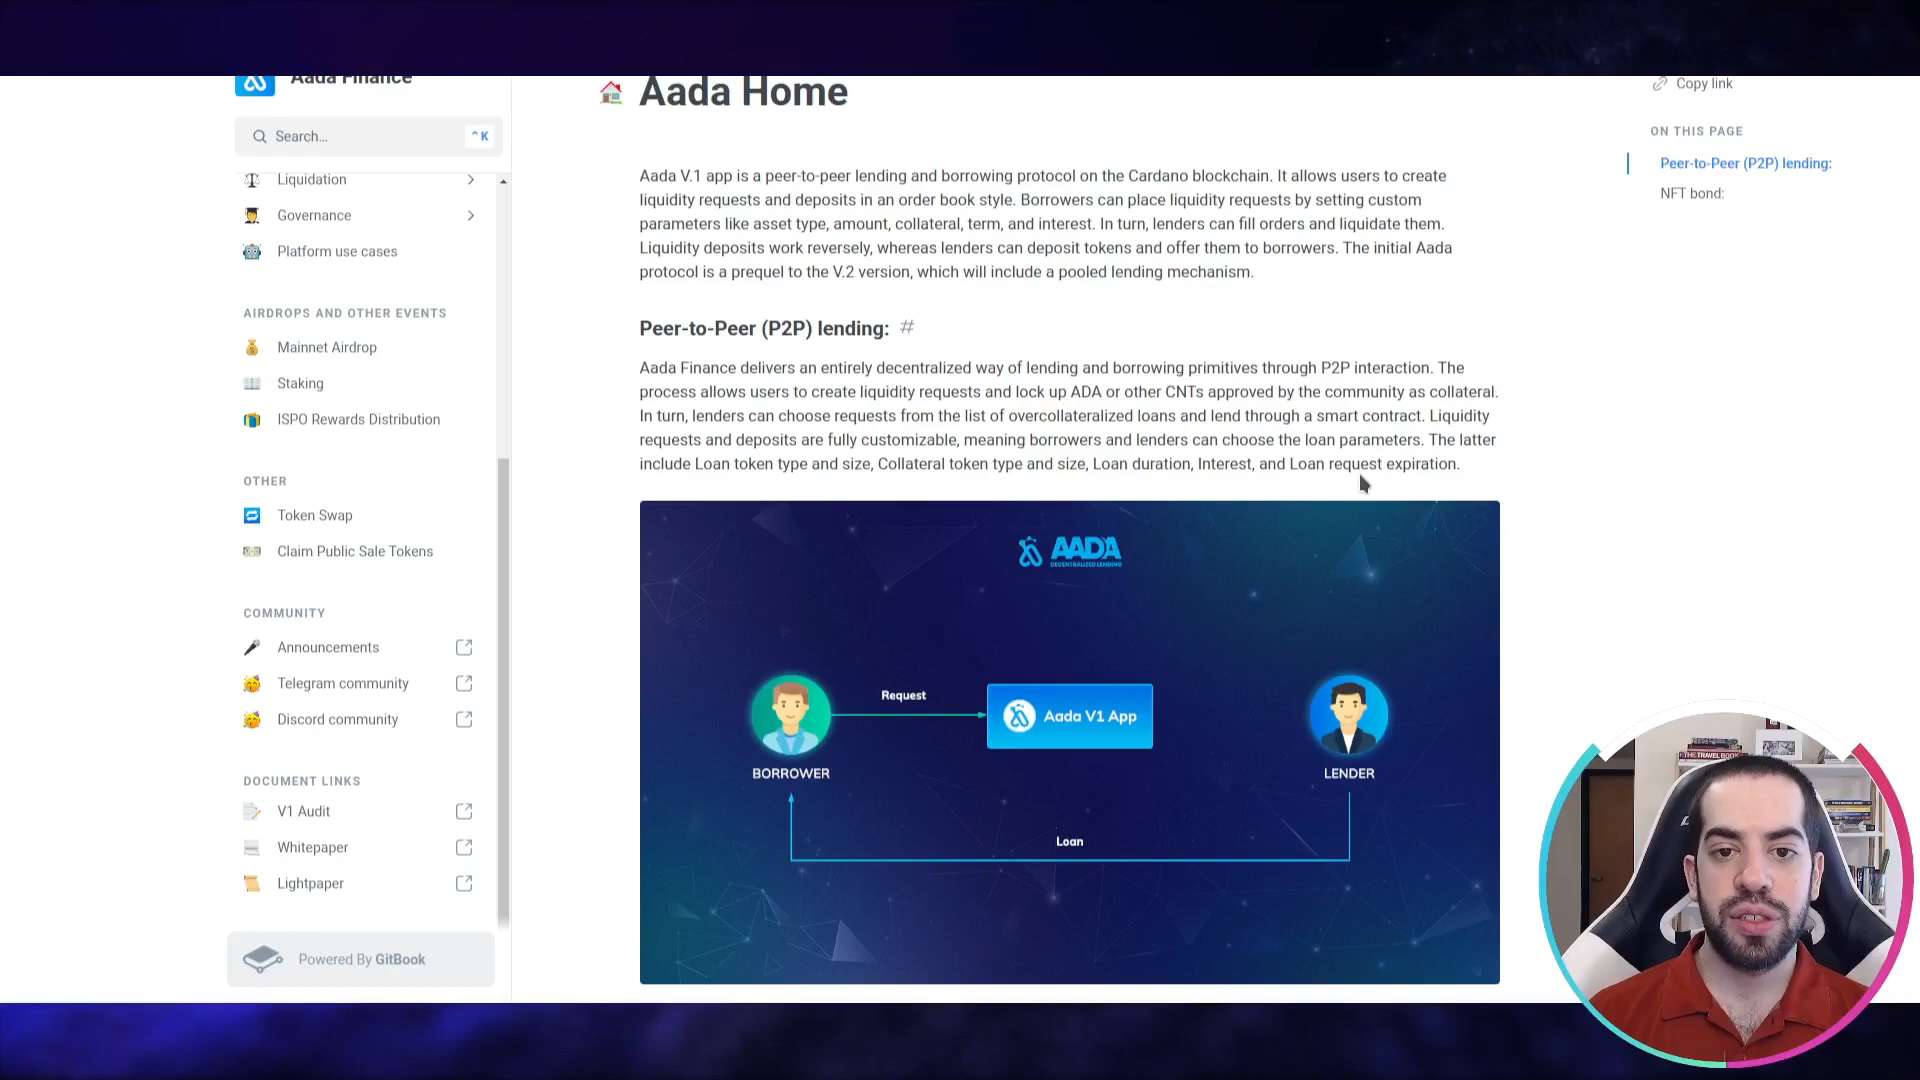 Aada Finance
Search...
^ K
Liquidation
Governance
Platform use cases
AIRDROPS AND OTHER EVENTS
Mainnet Airdrop
Staking
ISPO Rewards Distribution
OTHER
Token Swap
Claim Public Sale Tokens
COMMUNITY
Announcements
Telegram community
Discord community
DOCUMENT LINKS
V1 Audit
Whitepaper
Lightpaper
Powered By GitBook
Aada Home
Aada V.1 app is a peer-to-peer lending and borrowing protocol on the Cardano blockchain. It allows users to create
liquidity requests and deposits in an order book style. Borrowers can place liquidity requests by setting custom
parameters like asset type, amount, collateral, term, and interest. In turn, lenders can fill orders and liquidate them.
Liquidity deposits work reversely, whereas lenders can deposit tokens and offer them to borrowers. The initial Aada
protocol is a prequel to the V.2 version, which will include a pooled lending mechanism.
Peer-to-Peer (P2P) lending: #
Aada Finance delivers an entirely decentralized way of lending and borrowing primitives through P2P interaction. The
process allows users to create liquidity requests and lock up ADA or other CNTs approved by the community as collateral.
In turn, lenders can choose requests from the list of overcollateralized loans and lend through a smart contract. Liquidity
requests and deposits are fully customizable, meaning borrowers and lenders can choose the loan parameters. The latter
include Loan token type and size, Collateral token type and size, Loan duration, Interest, and Loan request expiration.
AADA
DECENTRALIZED LENDING
Request
Aada V1 App
BORROWER
LENDER
Loan
Copy link
ON THIS PAGE
Peer-to-Peer (P2P) lending:
NFT bond:
THE TRAVEL BOOK